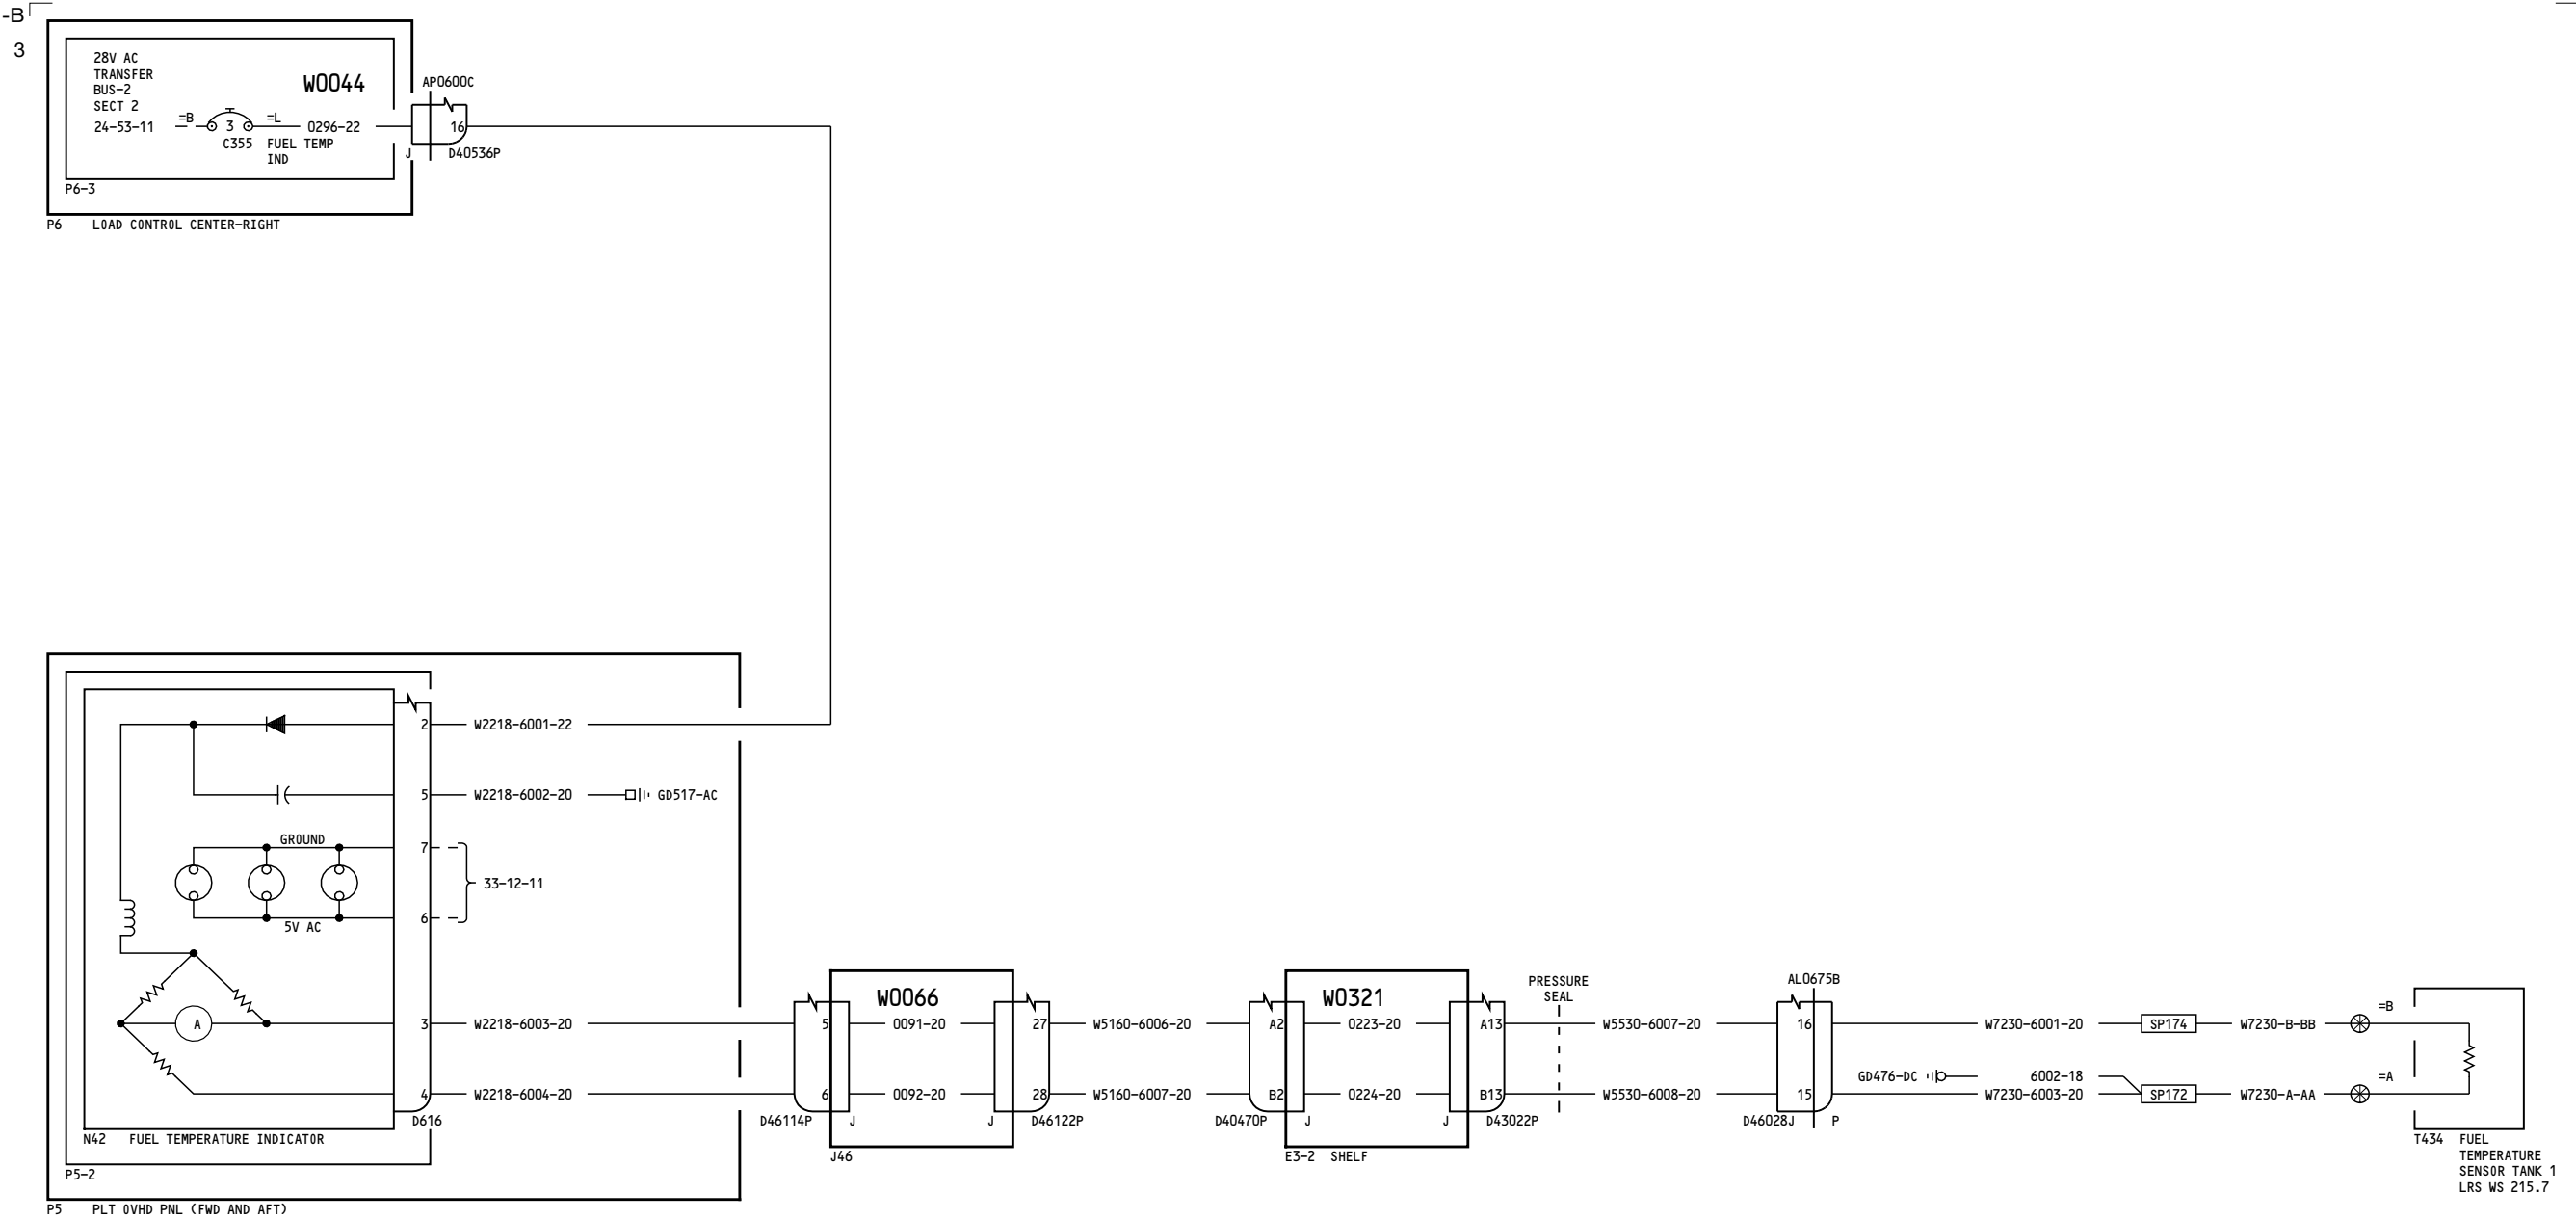 -B
3
28V AC
TRANSFER
BUS-2
SECT 2
24-53-11
=B
3
=L
0296-22
C355
FUEL TEMP
IND
W0044
AP0600C
16
J
D40536P
P6-3
P6 LOAD CONTROL CENTER-RIGHT
2
W2218-6001-22
5
W2218-6002-20
GD517-AC
GROUND
7
33-12-11
6
5V AC
A
3
W2218-6003-20
4
W2218-6004-20
D616
N42 FUEL TEMPERATURE INDICATOR
P5-2
P5 PLT OVHD PNL (FWD AND AFT)
W0066
5
0091-20
27
W5160-6006-20
6
0092-20
28
W5160-6007-20
D46114P
J
J
D46122P
J46
W0321
A2
0223-20
A13
W5530-6007-20
B2
0224-20
B13
W5530-6008-20
D40470P
J
J
D43022P
E3-2 SHELF
PRESSURE
SEAL
AL0675B
16
W7230-6001-20
SP174
W7230-B-BB
=B
GD476-DC
6002-18
=A
15
W7230-6003-20
SP172
W7230-A-AA
D46028J
P
T434 FUEL
TEMPERATURE
SENSOR TANK 1
LRS WS 215.7